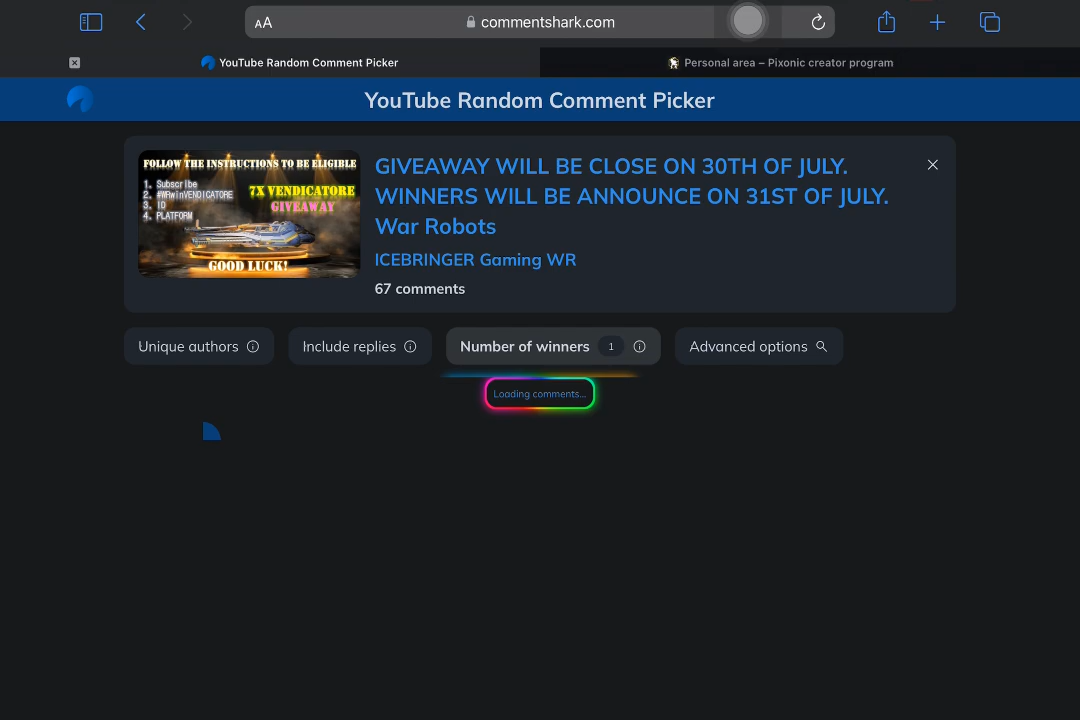 AA
commentshark.com
YouTube Random Comment Picker
Personal area – Pixonic creator program
YouTube Random Comment Picker
FOLLOW THE INSTRUCTIONS TO BE ELIGIBLE
1. Subscribe
2. #WRwinVENDICATORE
3. ID
4. PLATFORM
7X VENDICATORE
GIVEAWAY
GOOD LUCK!
GIVEAWAY WILL BE CLOSE ON 30TH OF JULY.
WINNERS WILL BE ANNOUNCE ON 31ST OF JULY.
War Robots
ICEBRINGER Gaming WR
67 comments
Unique authors
Include replies
Number of winners 1
Advanced options
Loading comments...